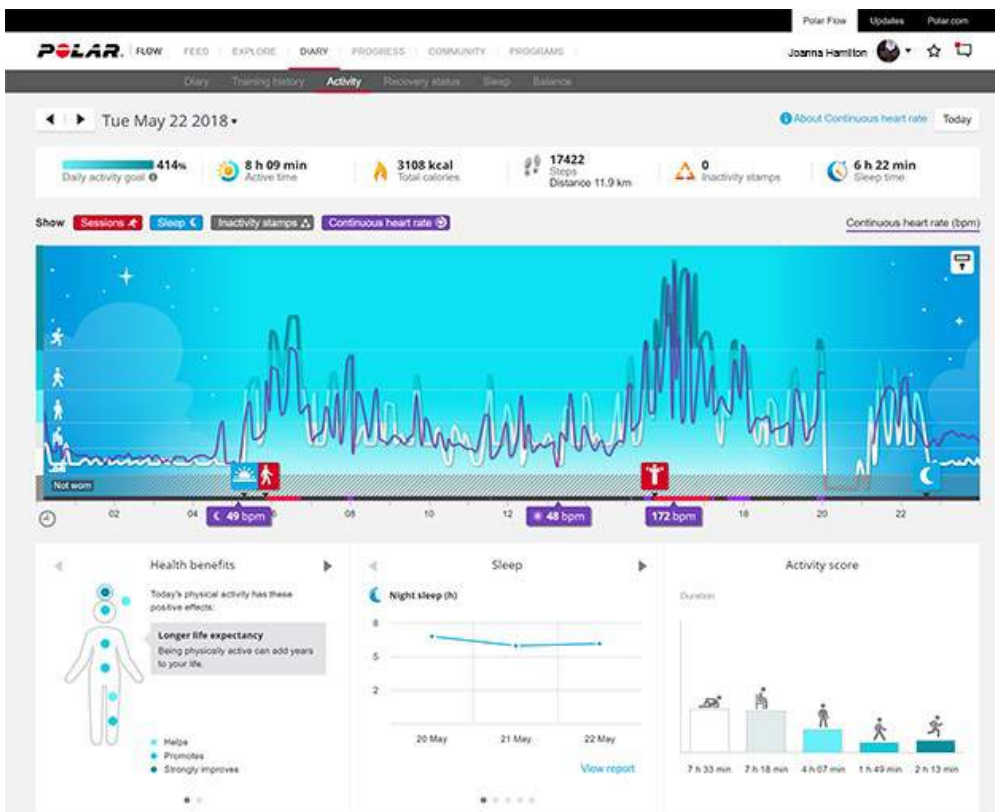 Polar Flow Updates Polar.com
POLAR. FLOW FEED EXPLORE DIARY PROGRESS COMMUNITY PROGRAMS
Joanna Hamilton
Diary Training history Activity Recovery status Sleep Balance
Tue May 22 2018
About Continuous heart rate Today
414%
Daily activity goal
8 h 09 min
Active time
3108 kcal
Total calories
17422
Steps
Distance 11.9 km
0
Inactivity stamps
6 h 22 min
Sleep time
Show Sessions Sleep Inactivity stamps Continuous heart rate
Continuous heart rate (bpm)
Not worn
02 04 6 08 10 12 18 20 22
49 bpm
48 bpm
172 bpm
Health benefits
Today's physical activity has these
positive effects:
Longer life expectancy
Being physically active can add years
to your life.
Helps
Promotes
Strongly improves
Sleep
Night sleep (h)
8
5
2
20 May 21 May 22 May
View report
Activity score
Duration
7 h 33 min 7 h 18 min 4 h 07 min 1 h 49 min 2 h 13 min